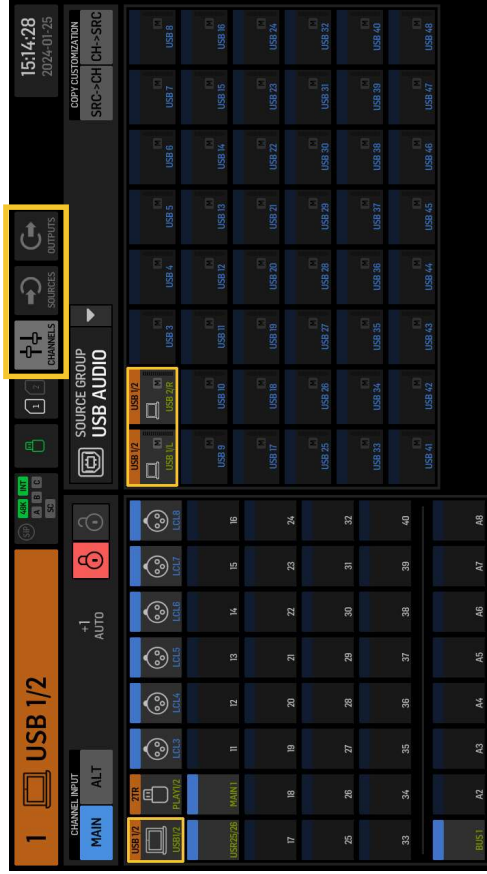 1 USB 1/2
SIP 48K INT
A B C
SC
1 2
CHANNELS SOURCES OUTPUTS
15:14:28
2024-01-25
CHANNEL INPUT
MAIN ALT
+1
AUTO
SOURCE GROUP
USB AUDIO
COPY CUSTOMIZATION
SRC->CH CH->SRC
USB 1/2 2TR
USB1/2 PLAY1/2 LCL3 LCL4 LCL5 LCL6 LCL7 LCL8
USR25/26 MAIN 1 11 12 13 14 15 16
17 18 19 20 21 22 23 24
25 26 27 28 29 30 31 32
33 34 35 36 37 38 39 40
BUS 1 A2 A3 A4 A5 A6 A7 A8
USB 1/2 USB 1/2
M M M M M M M M
USB 1/L USB 2/R USB 3 USB 4 USB 5 USB 6 USB 7 USB 8
M M M M M M M M
USB 9 USB 10 USB 11 USB 12 USB 13 USB 14 USB 15 USB 16
M M M M M M M M
USB 17 USB 18 USB 19 USB 20 USB 21 USB 22 USB 23 USB 24
M M M M M M M M
USB 25 USB 26 USB 27 USB 28 USB 29 USB 30 USB 31 USB 32
M M M M M M M M
USB 33 USB 34 USB 35 USB 36 USB 37 USB 38 USB 39 USB 40
M M M M M M M M
USB 41 USB 42 USB 43 USB 44 USB 45 USB 46 USB 47 USB 48